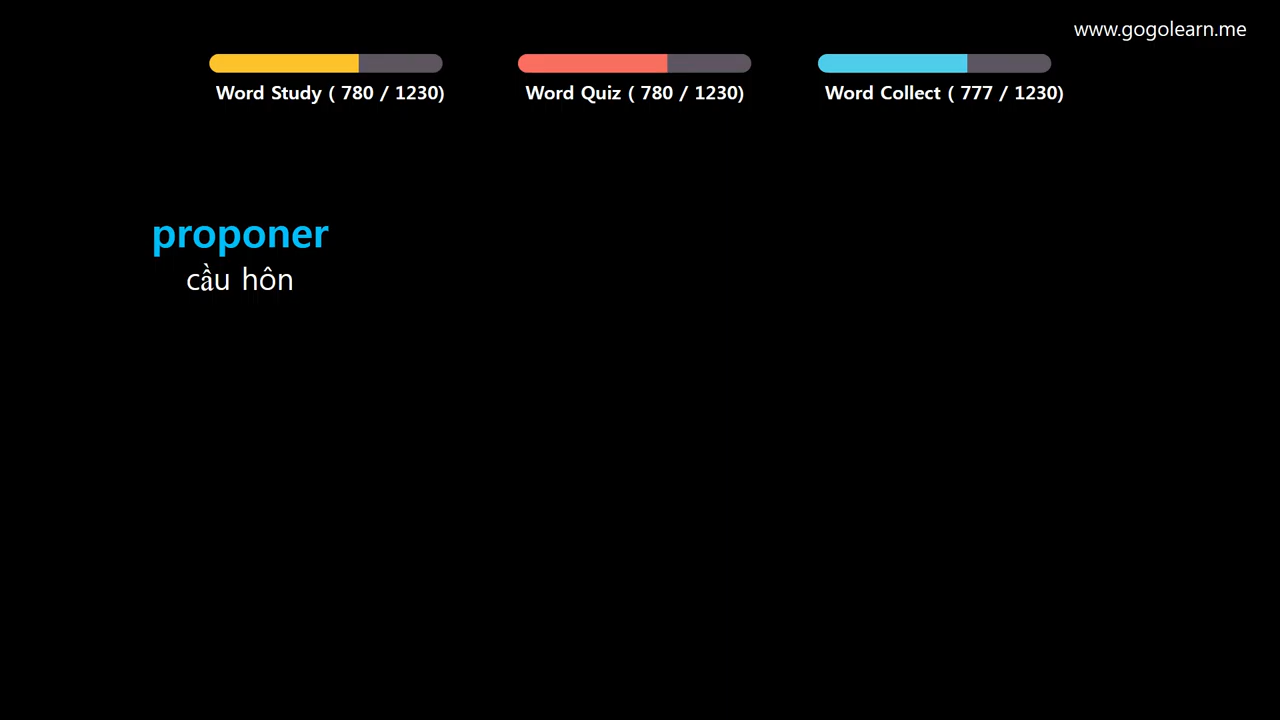 www.gogolearn.me
Word Study ( 780 / 1230)
Word Quiz ( 780 / 1230)
Word Collect ( 777 / 1230)
proponer
cầu hôn